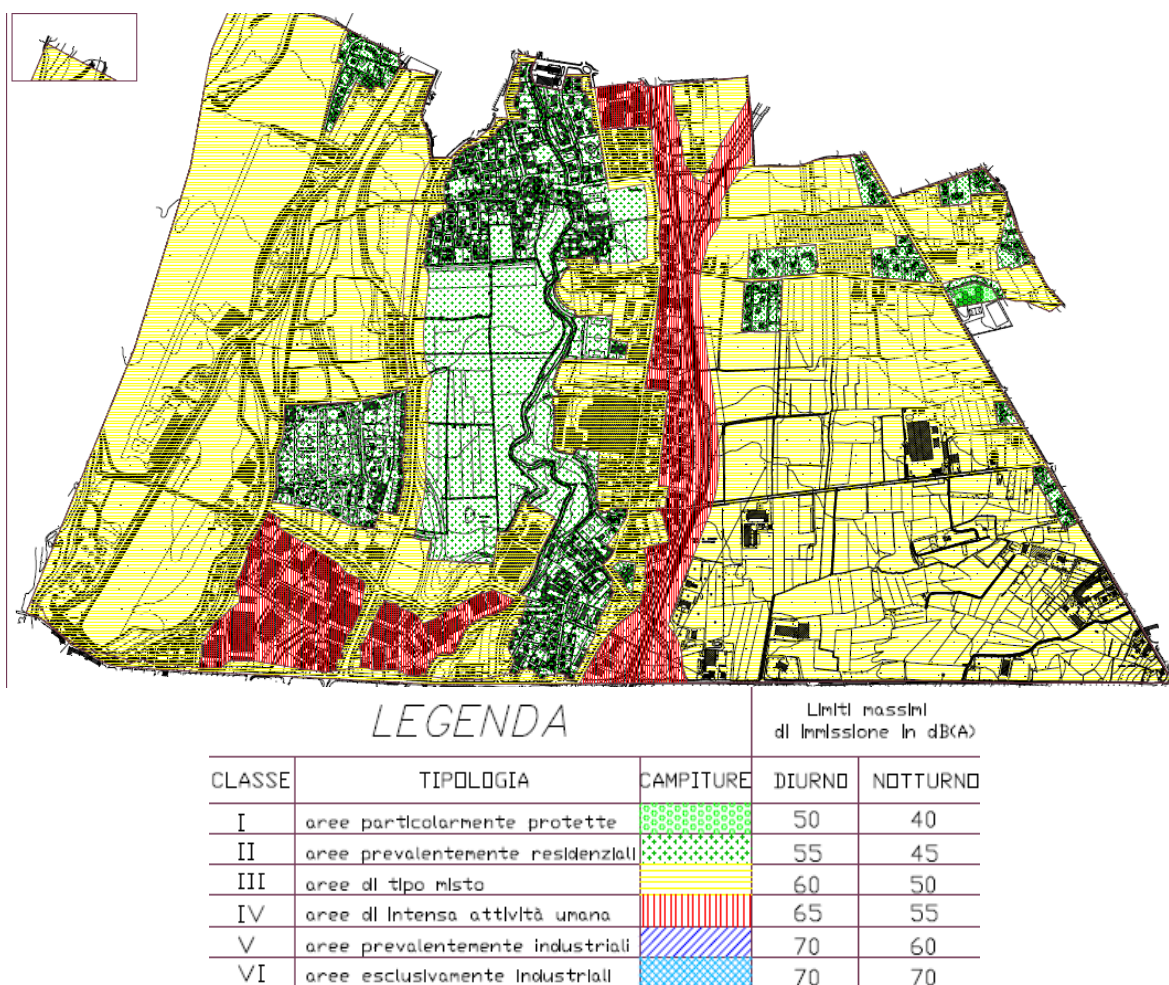 LEGENDA
Limiti massimi
di immissione in dB(A)
CLASSE TIPOLOGIA CAMPITURE DIURNO NOTTURNO
I aree particolarmente protette 50 40
II aree prevalentemente residenziali 55 45
III aree di tipo misto 60 50
IV aree di intensa attività umana 65 55
V aree prevalentemente industriali 70 60
VI aree esclusivamente industriali 70 70